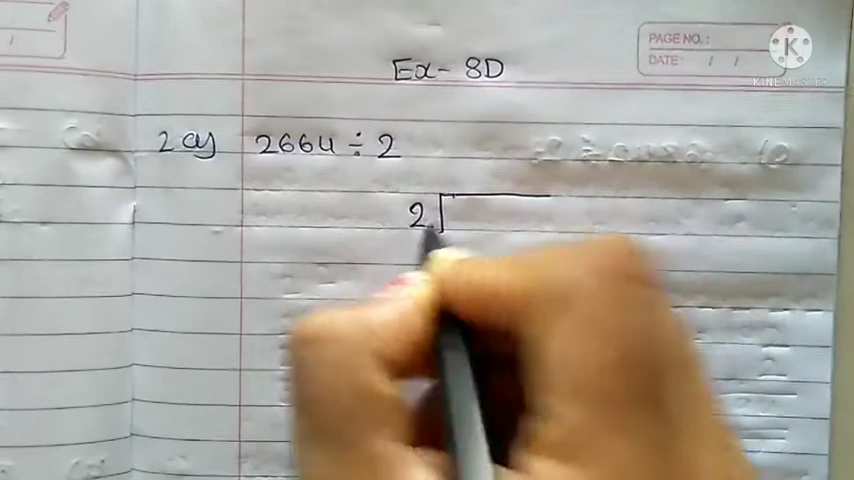 PAGE NO.:
DATE: / /
KINEMASTER
Ex- 8D
2 a) 2664 ÷ 2
2